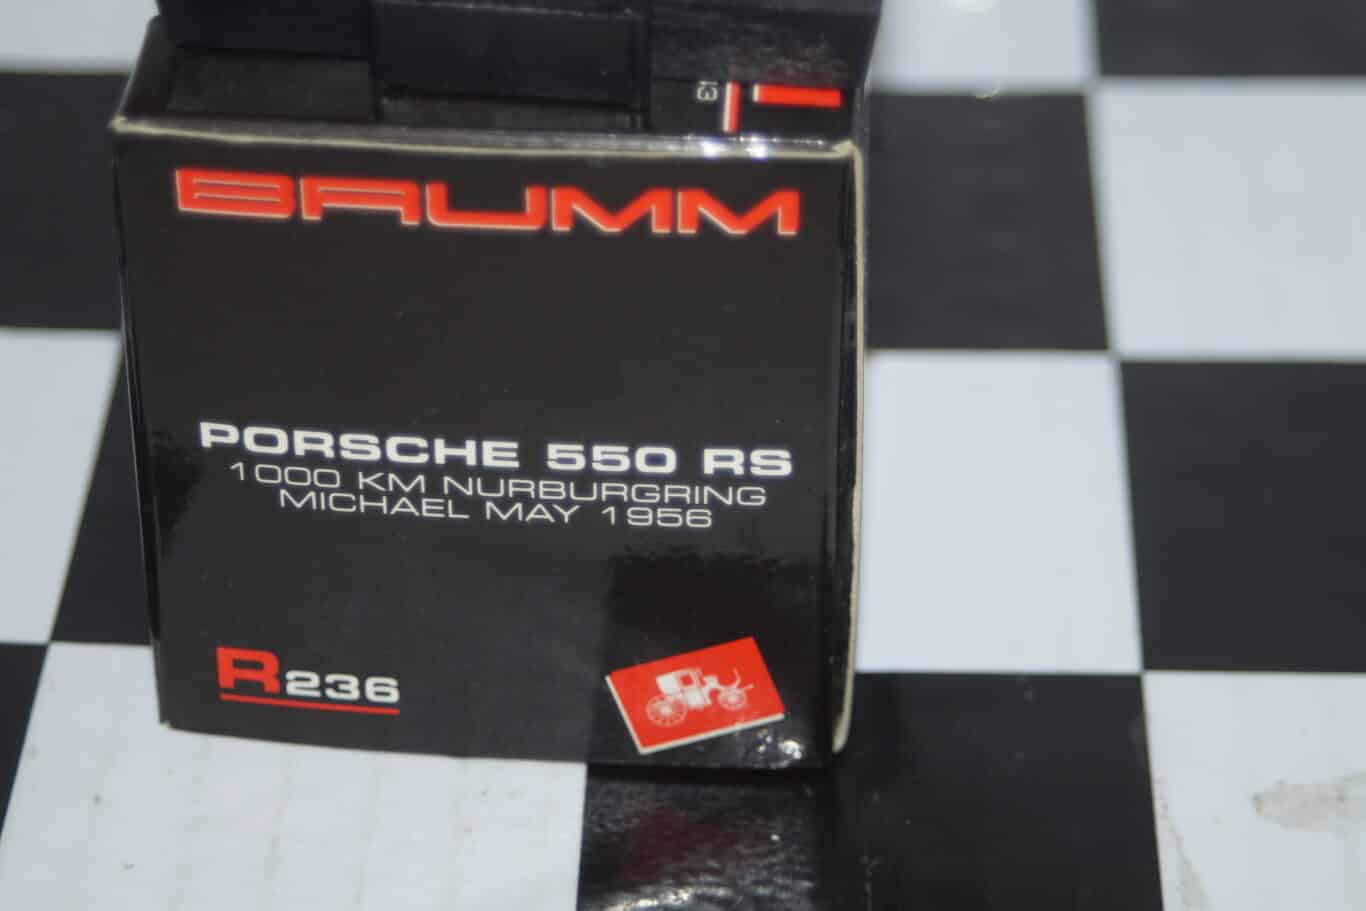 BRUMM
PORSCHE 550 RS
1000 KM NURBURGRING
MICHAEL MAY 1956
R236